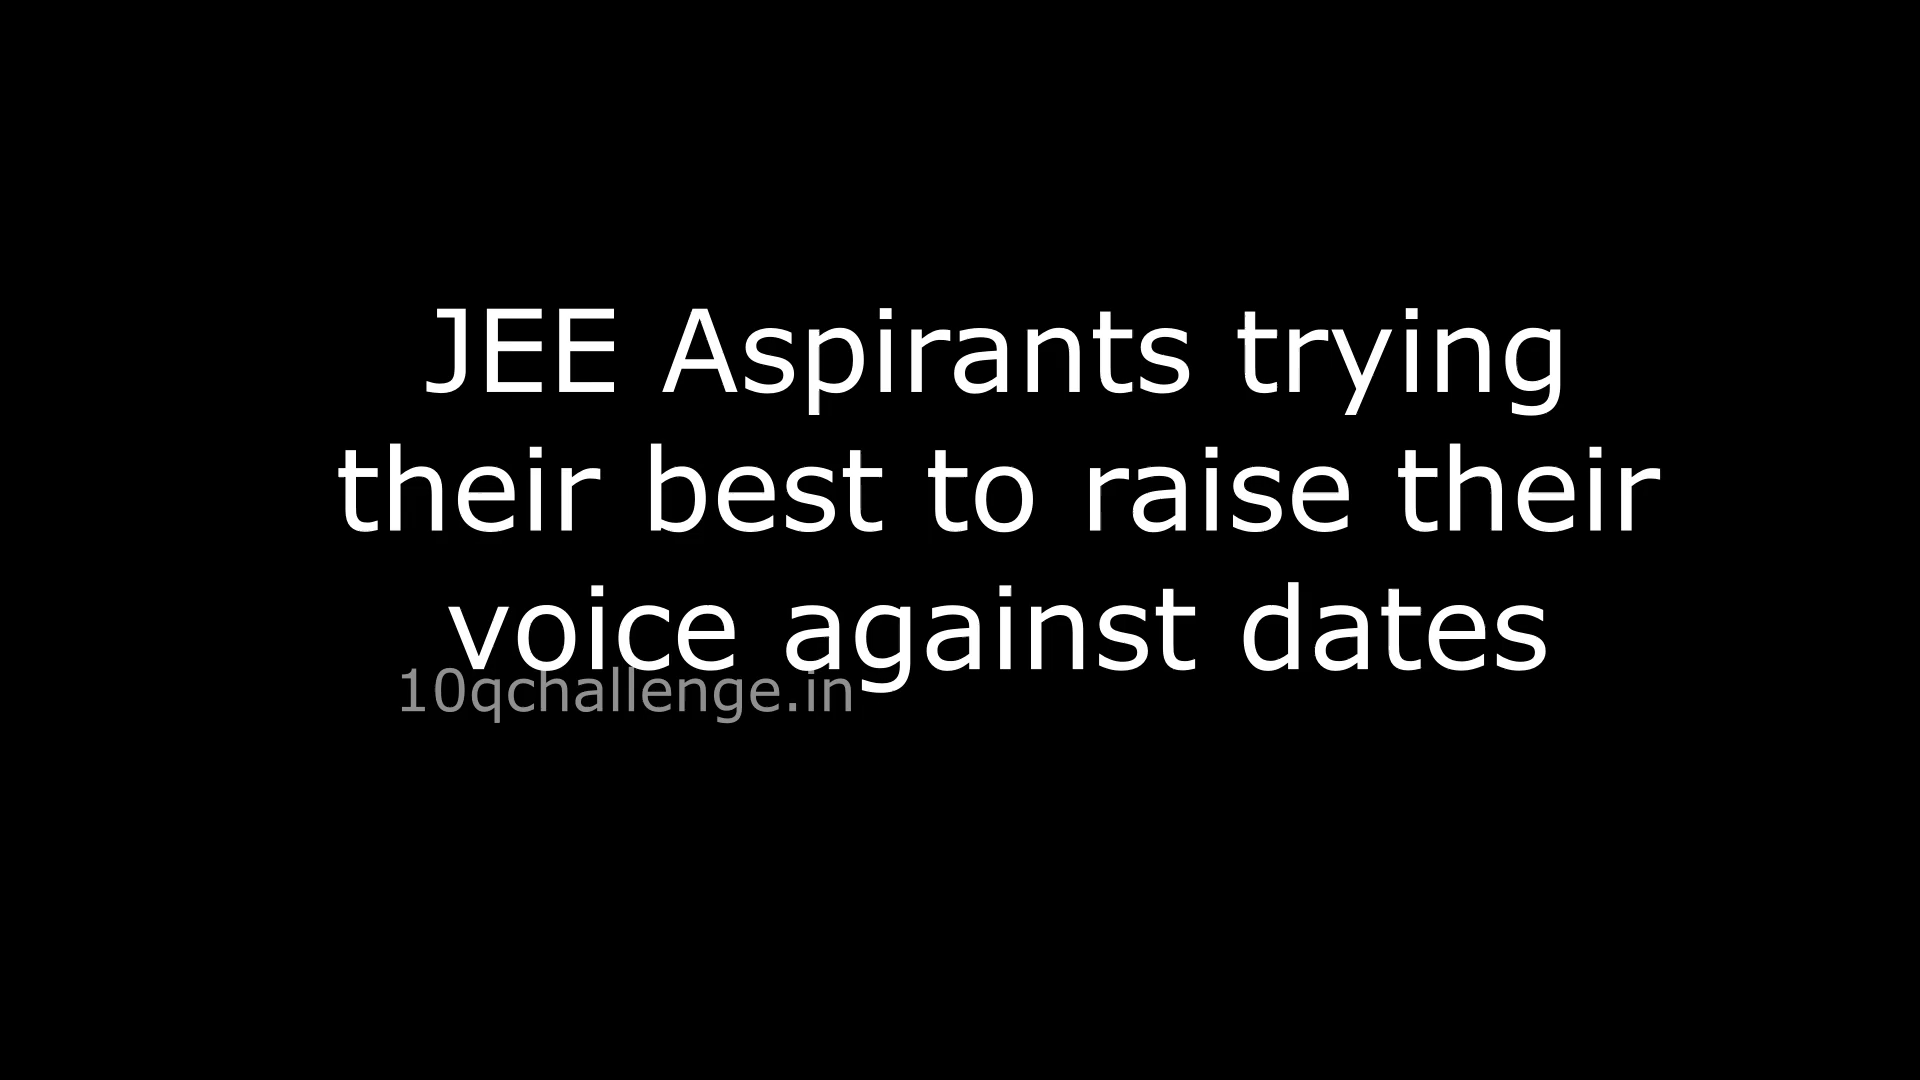 JEE Aspirants trying
their best to raise their
voice against dates
10qchallenge.in